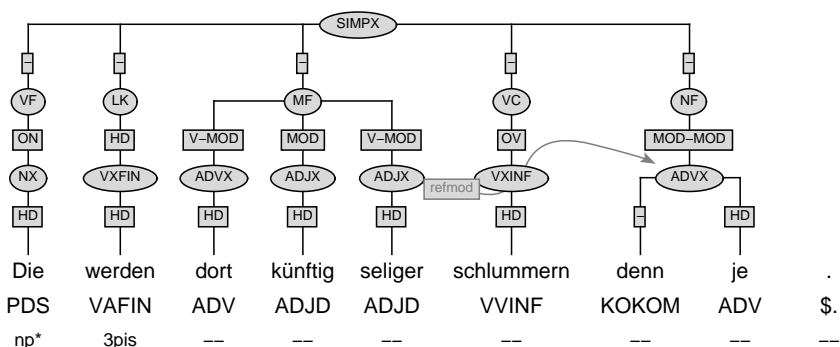 SIMPX
– – – – –
VF LK MF VC NF
ON HD V–MOD MOD V–MOD OV MOD–MOD
NX VXFIN ADVX ADJX ADJX VXINF ADVX
refmod
HD HD HD HD HD HD – HD
Die werden dort künftig seliger schlummern denn je .
PDS VAFIN ADV ADJD ADJD VVINF KOKOM ADV $.
np* 3pis –– –– –– –– –– –– ––